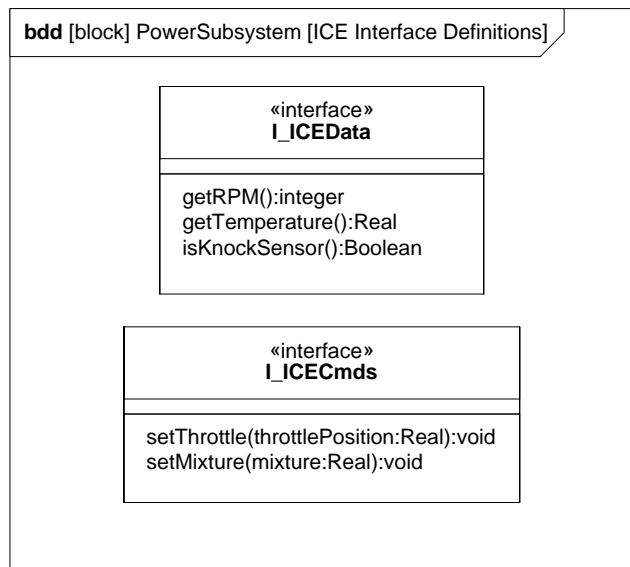 bdd [block] PowerSubsystem [ICE Interface Definitions]
«interface»
I_ICEData
getRPM():integer
getTemperature():Real
isKnockSensor():Boolean
«interface»
I_ICECmds
setThrottle(throttlePosition:Real):void
setMixture(mixture:Real):void